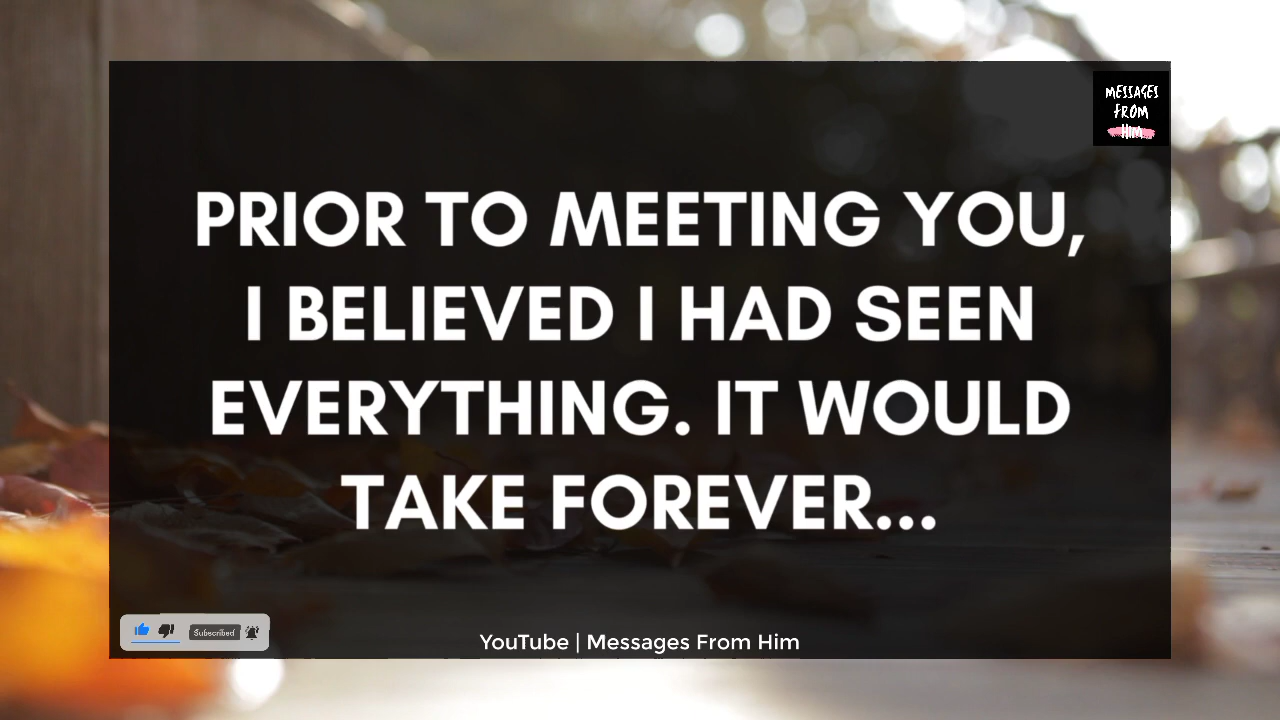 MESSAGES
FROM
HIM
PRIOR TO MEETING YOU,
I BELIEVED I HAD SEEN
EVERYTHING. IT WOULD
TAKE FOREVER...
Subscribed
YouTube | Messages From Him